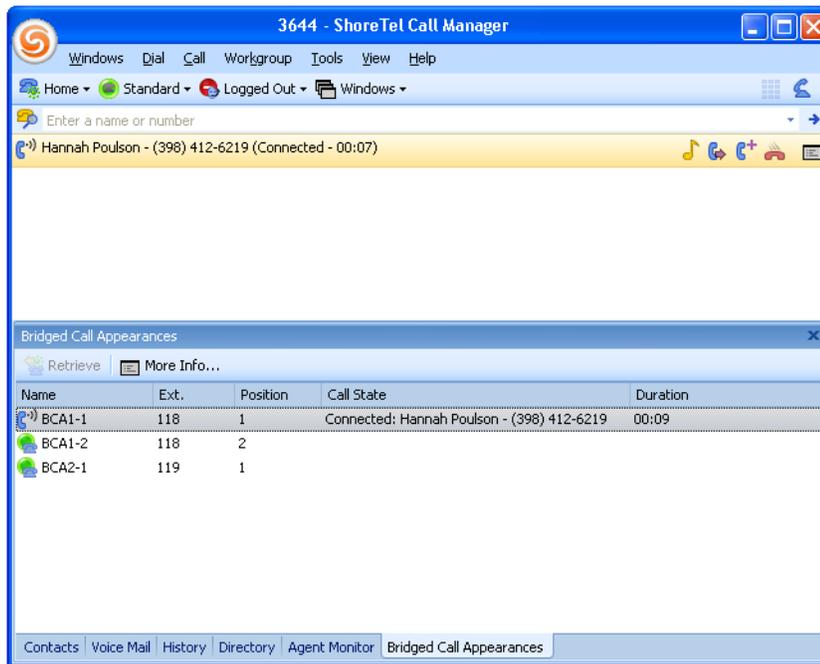 3644 - ShoreTel Call Manager
Windows Dial Call Workgroup Tools View Help
Home Standard Logged Out Windows
Enter a name or number
Hannah Poulson - (398) 412-6219 (Connected - 00:07)
Bridged Call Appearances
Retrieve More Info...
Name Ext. Position Call State Duration
BCA1-1 118 1 Connected: Hannah Poulson - (398) 412-6219 00:09
BCA1-2 118 2
BCA2-1 119 1
Contacts Voice Mail History Directory Agent Monitor Bridged Call Appearances